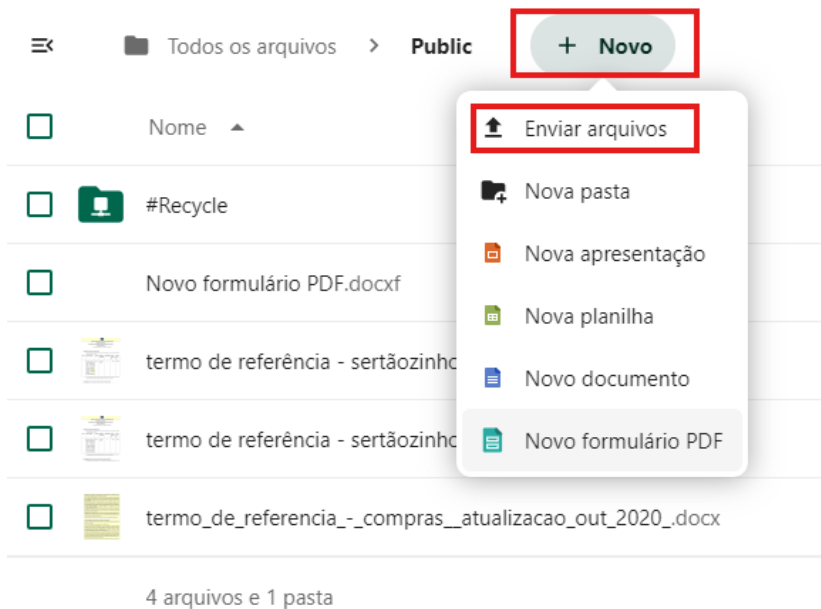 Todos os arquivos > Public + Novo
Nome
Enviar arquivos
#Recycle
Nova pasta
Nova apresentação
Novo formulário PDF.docxf
Nova planilha
termo de referência - sertãozinho
Novo documento
termo de referência - sertãozinho
Novo formulário PDF
termo_de_referencia_-_compras__atualizacao_out_2020_.docx
4 arquivos e 1 pasta